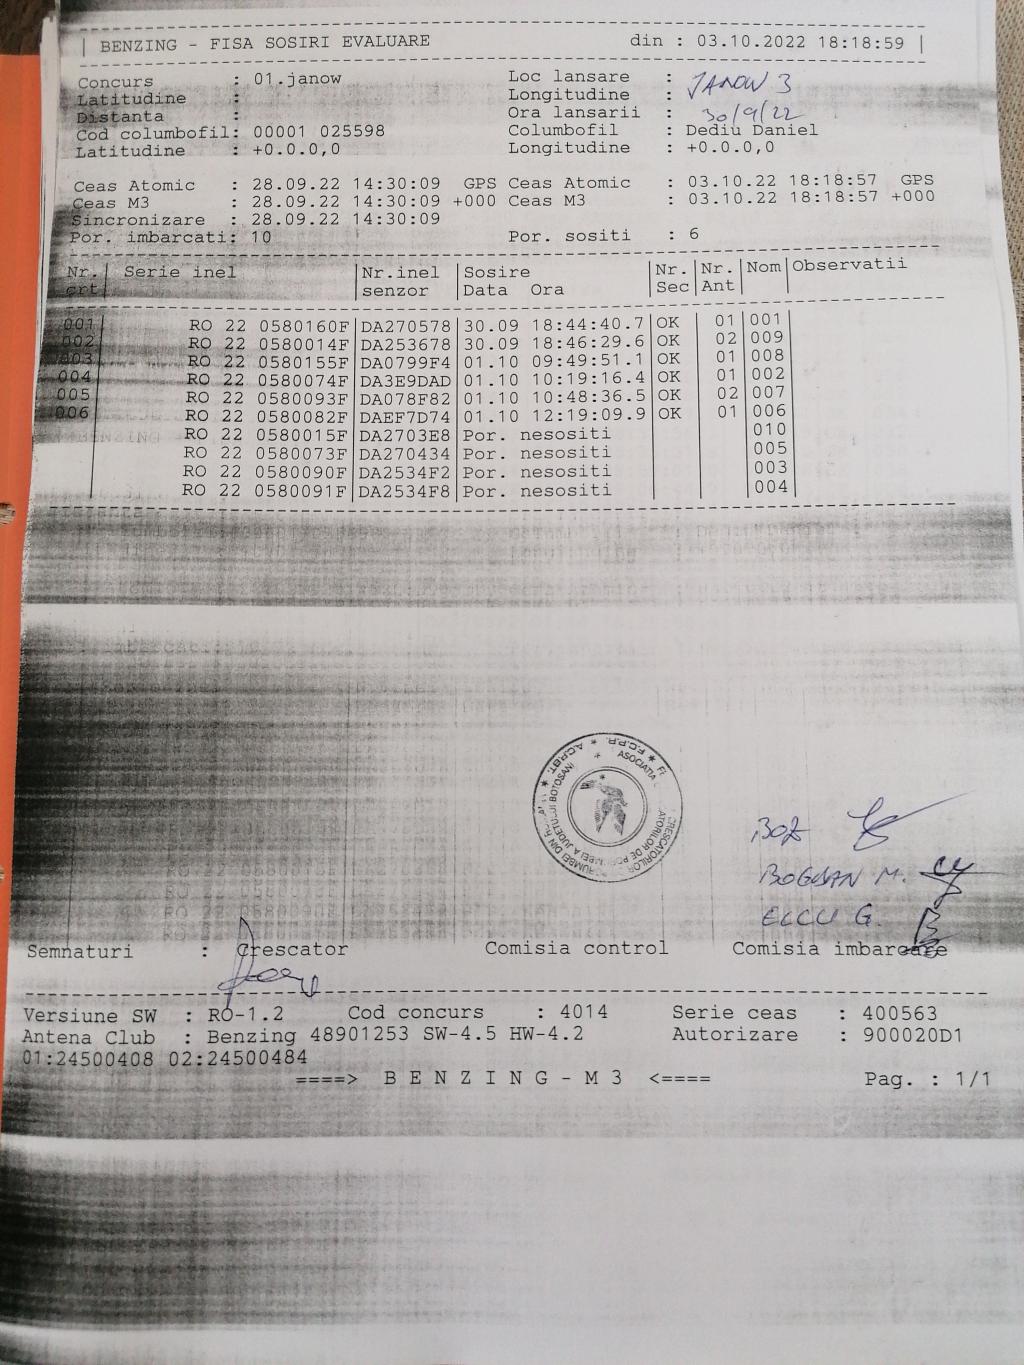 BENZING - FISA SOSIRI EVALUARE din : 03.10.2022 18:18:59
Concurs : 01.janow Loc lansare : JANOW 3
Latitudine : Longitudine :
Distanta : Ora lansarii : 30/9/22
Cod columbofil: 00001 025598 Columbofil : Dediu Daniel
Latitudine : +0.0.0,0 Longitudine : +0.0.0,0
Ceas Atomic : 28.09.22 14:30:09 GPS Ceas Atomic : 03.10.22 18:18:57 GPS
Ceas M3 : 28.09.22 14:30:09 +000 Ceas M3 : 03.10.22 18:18:57 +000
Sincronizare : 28.09.22 14:30:09
Por. imbarcati: 10 Por. sositi : 6
Nr. Serie inel Nr.inel Sosire Nr. Nr. Nom Observatii
crt senzor Data Ora Sec Ant
001 RO 22 0580160F DA270578 30.09 18:44:40.7 OK 01 001
002 RO 22 0580014F DA253678 30.09 18:46:29.6 OK 02 009
003 RO 22 0580155F DA0799F4 01.10 09:49:51.1 OK 01 008
004 RO 22 0580074F DA3E9DAD 01.10 10:19:16.4 OK 01 002
005 RO 22 0580093F DA078F82 01.10 10:48:36.5 OK 02 007
006 RO 22 0580082F DAEF7D74 01.10 12:19:09.9 OK 01 006
RO 22 0580015F DA2703E8 Por. nesositi 010
RO 22 0580073F DA270434 Por. nesositi 005
RO 22 0580090F DA2534F2 Por. nesositi 003
RO 22 0580091F DA2534F8 Por. nesositi 004
F.C.P.R. * A.C.P.BT.
ASOCIATIA
JUDETULUI BOTOSANI
BOGDAN M.
Semnaturi : Crescator Comisia control Comisia imbarcare
Versiune SW : RO-1.2 Cod concurs : 4014 Serie ceas : 400563
Antena Club : Benzing 48901253 SW-4.5 HW-4.2 Autorizare : 900020D1
01:24500408 02:24500484
====> B E N Z I N G - M 3 <==== Pag. : 1/1